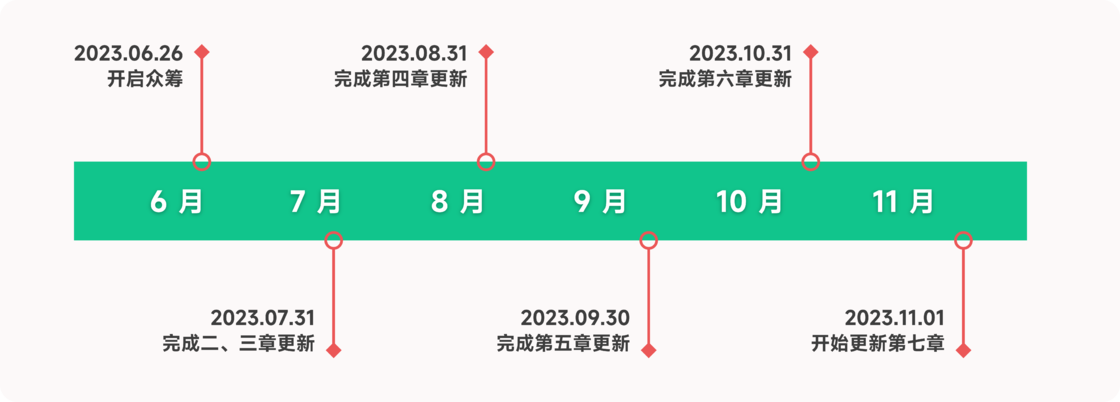 2023.06.26
开启众筹
2023.08.31
完成第四章更新
2023.10.31
完成第六章更新
6 月
7 月
8 月
9 月
10 月
11 月
2023.07.31
完成二、三章更新
2023.09.30
完成第五章更新
2023.11.01
开始更新第七章